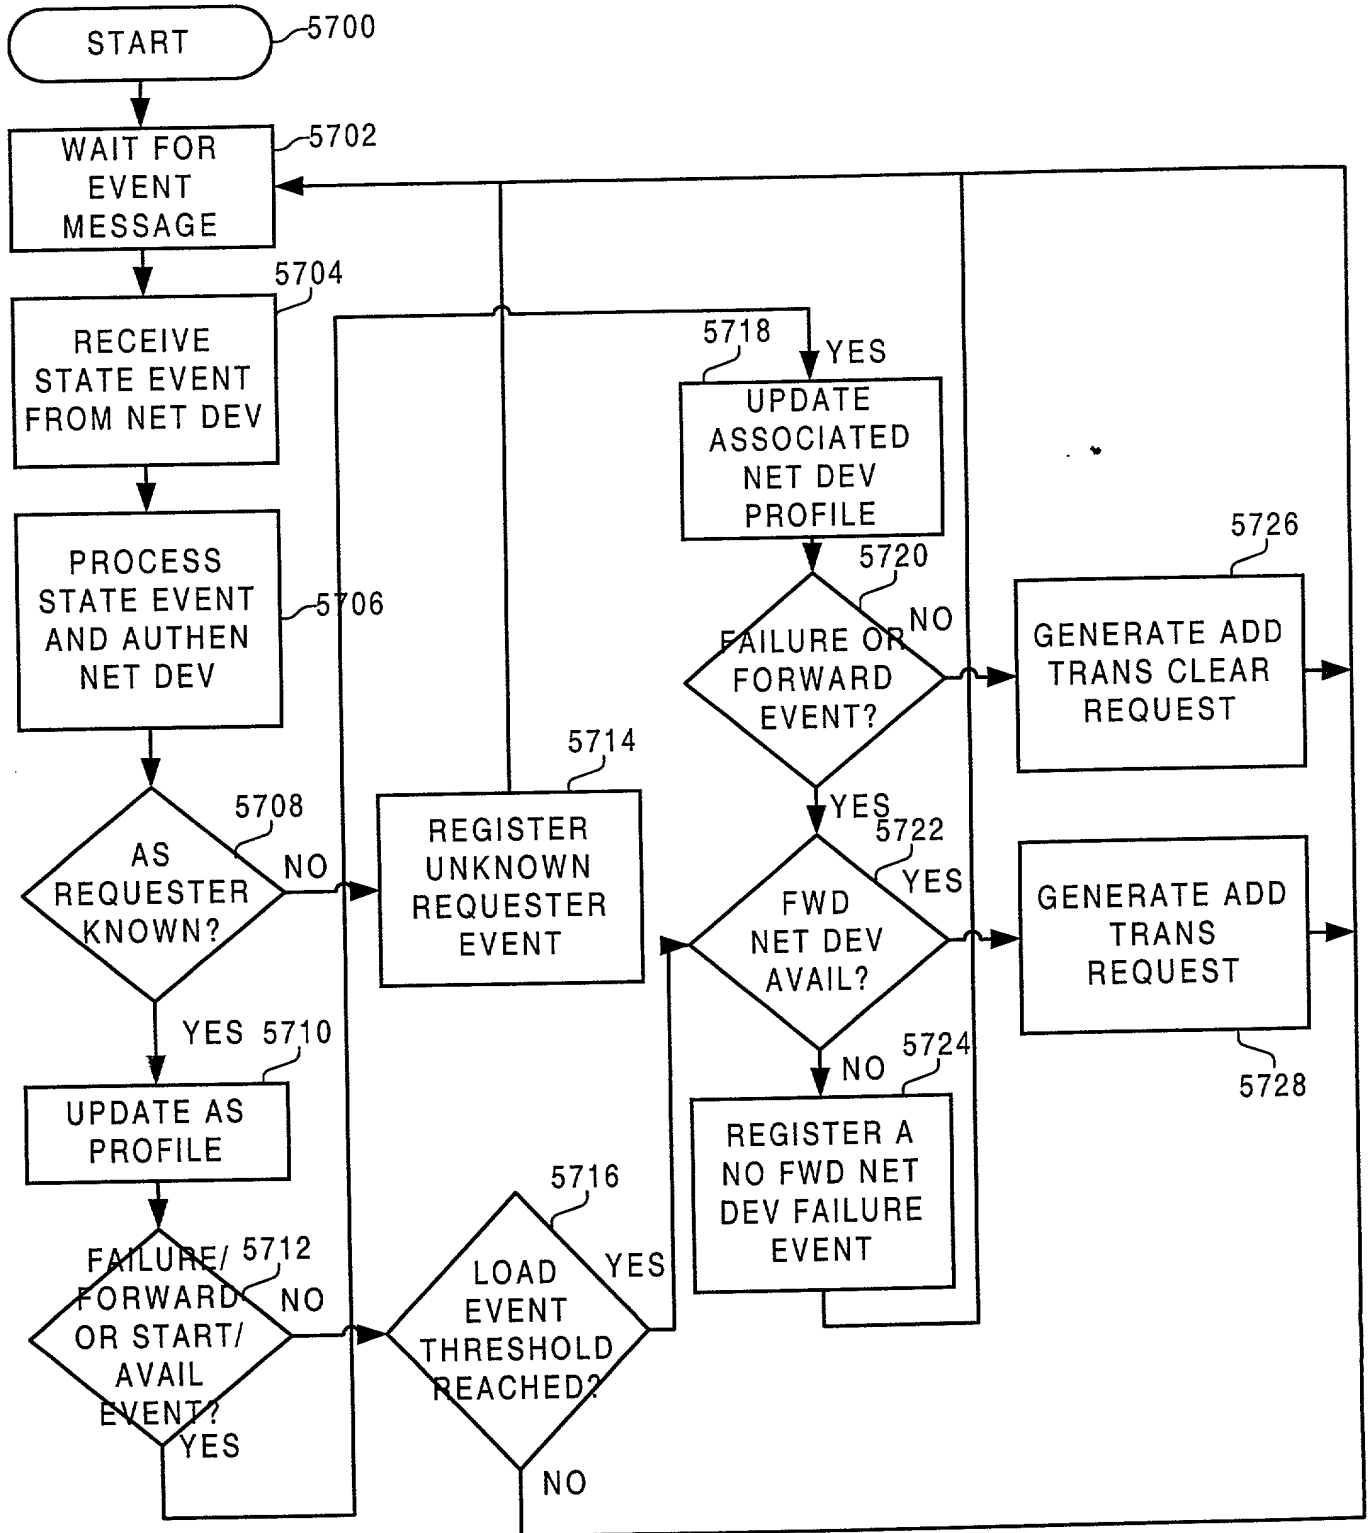 START
5700
WAIT FOR
EVENT
MESSAGE
5702
5704
RECEIVE
STATE EVENT
FROM NET DEV
PROCESS
STATE EVENT
AND AUTHEN
NET DEV
5706
5708
AS
REQUESTER
KNOWN?
NO
YES
5710
UPDATE AS
PROFILE
5712
FAILURE/
FORWARD
OR START/
AVAIL
EVENT?
NO
YES
5714
REGISTER
UNKNOWN
REQUESTER
EVENT
5716
LOAD
EVENT
THRESHOLD
REACHED?
YES
NO
5718
YES
UPDATE
ASSOCIATED
NET DEV
PROFILE
5720
FAILURE OR
FORWARD
EVENT?
NO
YES
5722
FWD
NET DEV
AVAIL?
YES
NO
5724
REGISTER A
NO FWD NET
DEV FAILURE
EVENT
5726
GENERATE ADD
TRANS CLEAR
REQUEST
GENERATE ADD
TRANS
REQUEST
5728